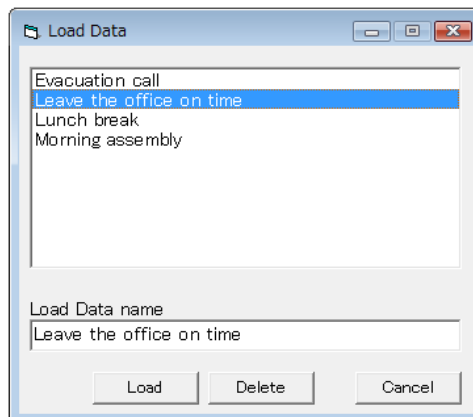 Load Data
Evacuation call
Leave the office on time
Lunch break
Morning assembly
Load Data name
Leave the office on time
Load Delete Cancel